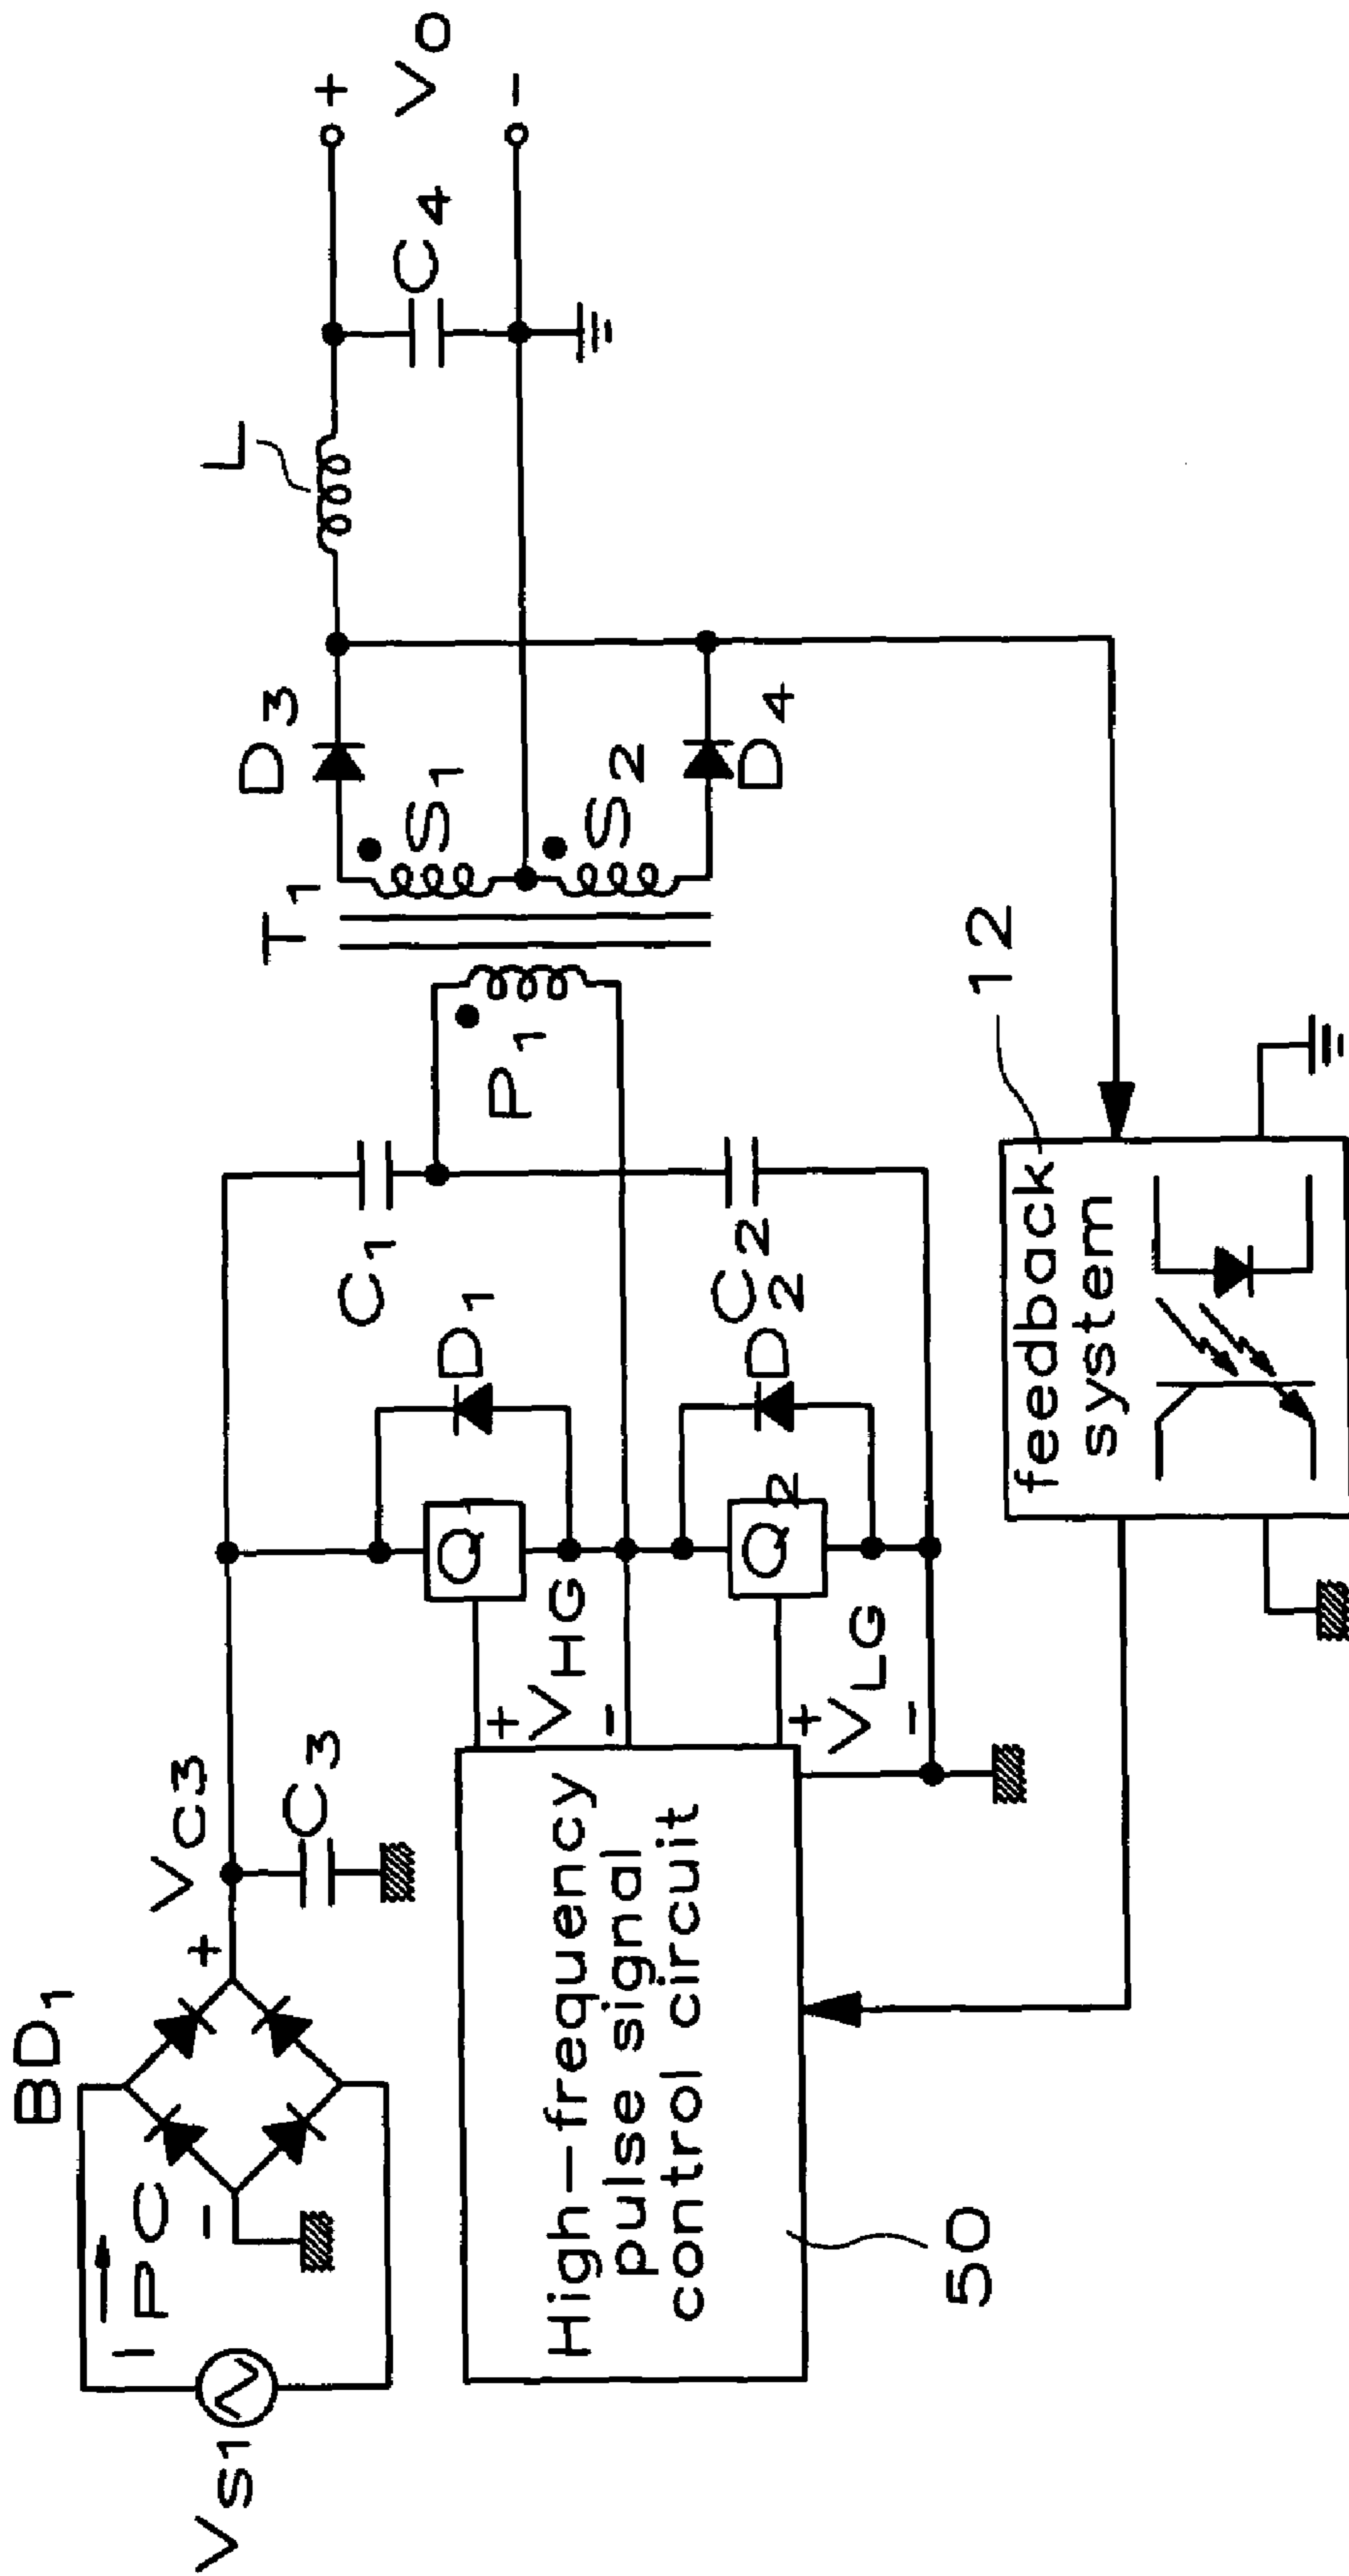 BD1
VS1
IPC
+
−
VC3
C3
High-frequency
pulse signal
control circuit
50
+
VHG
−
+
VLG
−
Q1
D1
Q2
D2
C1
C2
P1
T1
S1
S2
D3
D4
L
C4
+
VO
−
feedback
system
12